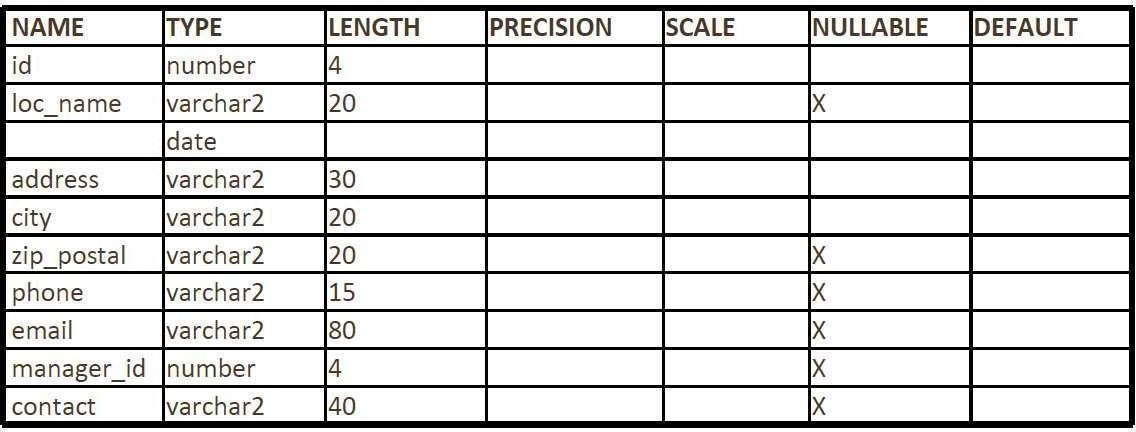 NAME TYPE LENGTH PRECISION SCALE NULLABLE DEFAULT
id number 4
loc_name varchar2 20 X
date
address varchar2 30
city varchar2 20
zip_postal varchar2 20 X
phone varchar2 15 X
email varchar2 80 X
manager_id number 4 X
contact varchar2 40 X